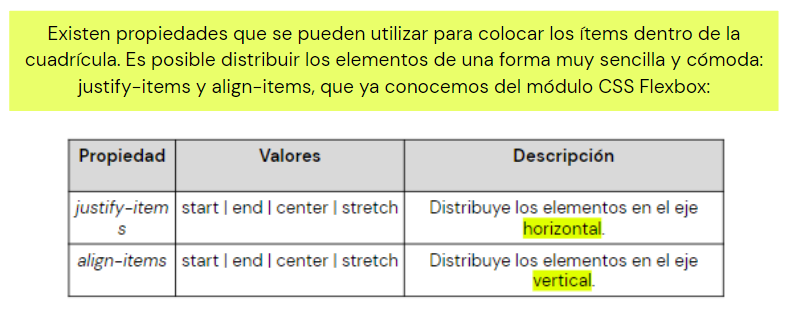 Existen propiedades que se pueden utilizar para colocar los ítems dentro de la
cuadrícula. Es posible distribuir los elementos de una forma muy sencilla y cómoda:
justify-items y align-items, que ya conocemos del módulo CSS Flexbox:
Propiedad Valores Descripción
justify-item start | end | center | stretch Distribuye los elementos en el eje
s horizontal.
align-items start | end | center | stretch Distribuye los elementos en el eje
vertical.